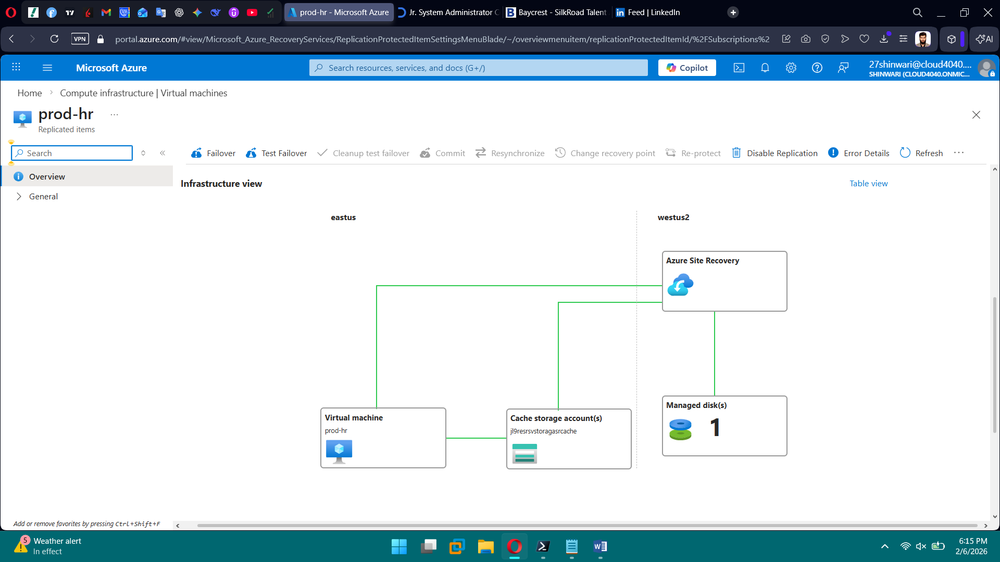 prod-hr - Microsoft Azure
Jr. System Administrator
Baycrest - SilkRoad Talent
Feed | LinkedIn
VPN
portal.azure.com/#view/Microsoft_Azure_RecoveryServices/ReplicationProtectedItemSettingsMenuBlade/~/overviewmenuitem/replicationProtectedItemId/%2FSubscriptions%2
AI
Microsoft Azure
Search resources, services, and docs (G+/)
Copilot
27shinwari@cloud4040....
SHINWARI (CLOUD4040.ONMIC...
Home > Compute infrastructure | Virtual machines
prod-hr ...
Replicated items
Search
Failover
Test Failover
Cleanup test failover
Commit
Resynchronize
Change recovery point
Re-protect
Disable Replication
Error Details
Refresh
Overview
General
Infrastructure view
Table view
eastus
westus2
Azure Site Recovery
Virtual machine
prod-hr
Cache storage account(s)
jl9resrsvstoragasrcache
Managed disk(s)
1
Add or remove favorites by pressing Ctrl+Shift+F
5
Weather alert
In effect
6:15 PM
2/6/2026